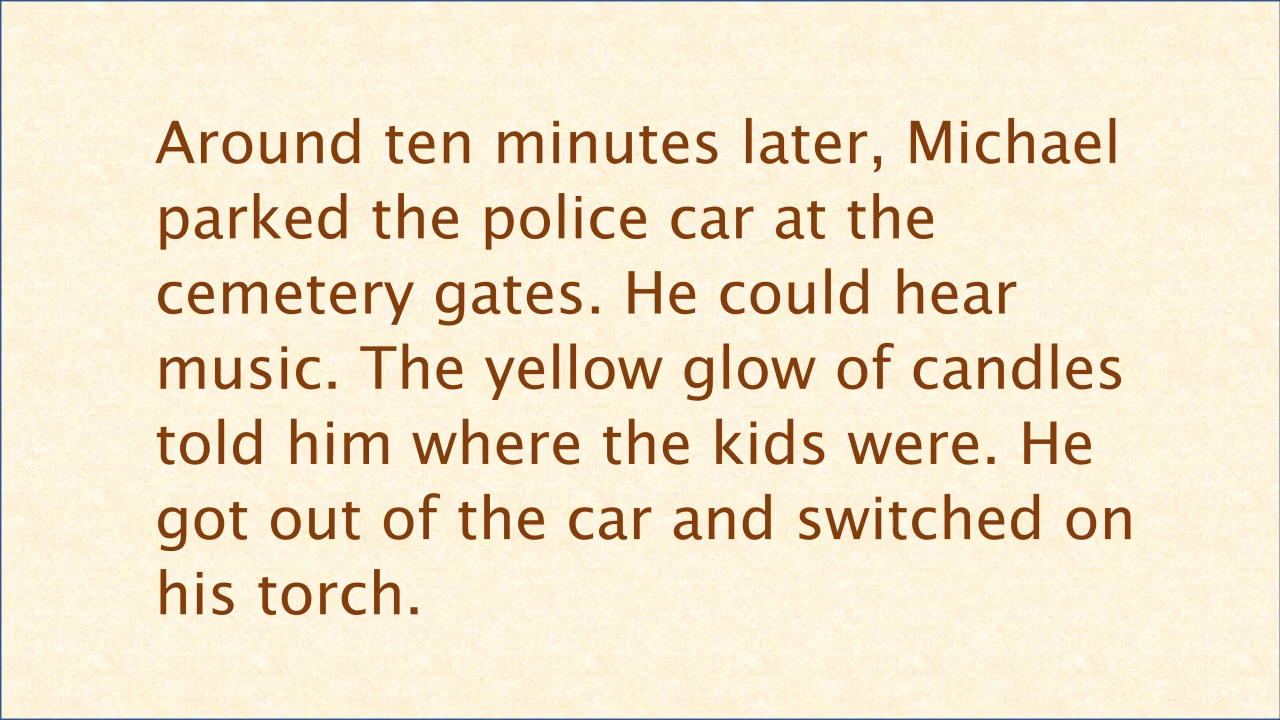 Around ten minutes later, Michael
parked the police car at the
cemetery gates. He could hear
music. The yellow glow of candles
told him where the kids were. He
got out of the car and switched on
his torch.